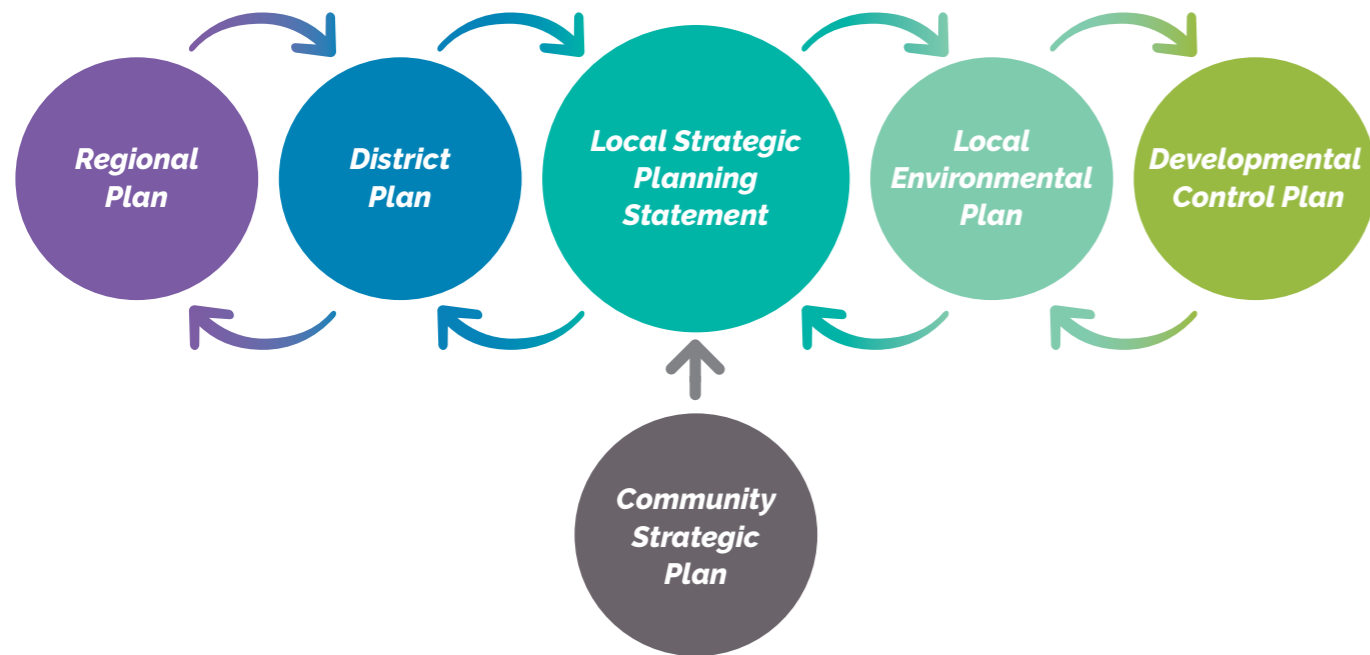 Regional
Plan
District
Plan
Local Strategic
Planning
Statement
Local
Environmental
Plan
Developmental
Control Plan
Community
Strategic
Plan